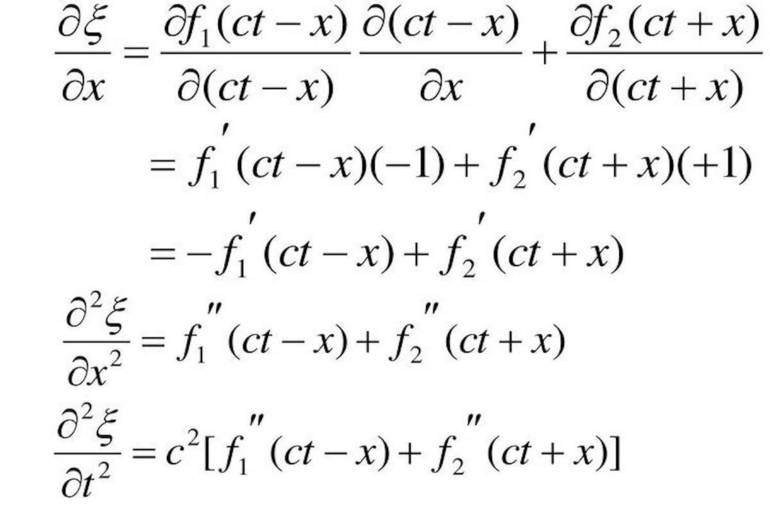 ∂ξ/∂x = ∂f₁(ct − x)/∂(ct − x) ∂(ct − x)/∂x + ∂f₂(ct + x)/∂(ct + x)
= f₁′(ct − x)(−1) + f₂′(ct + x)(+1)
= −f₁′(ct − x) + f₂′(ct + x)
∂²ξ/∂x² = f₁″(ct − x) + f₂″(ct + x)
∂²ξ/∂t² = c²[f₁″(ct − x) + f₂″(ct + x)]